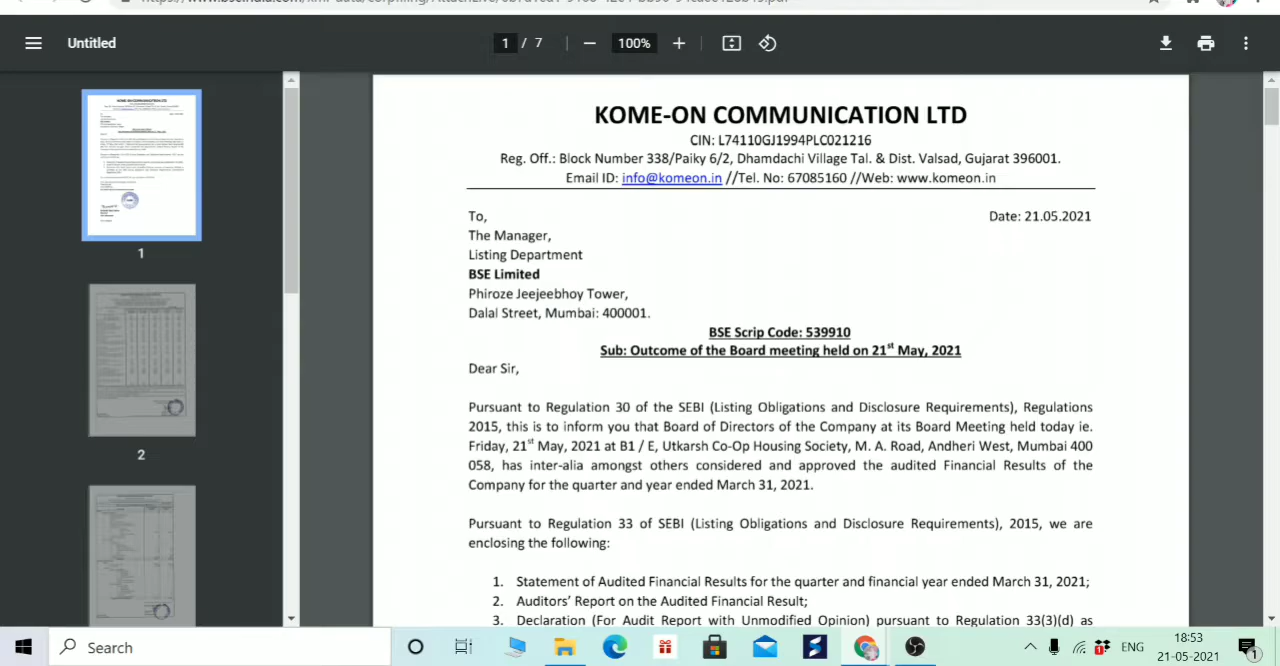 Untitled
1 / 7
100%
KOME-ON COMMUNICATION LTD
CIN: L74110GJ1994PLC021216
Reg. Off.: Block Number 338/Paiky 6/2, Dhamdachi Village Tal. & Dist. Valsad, Gujarat 396001.
Email ID: info@komeon.in //Tel. No: 67085160 //Web: www.komeon.in
To,
Date: 21.05.2021
The Manager,
Listing Department
BSE Limited
Phiroze Jeejeebhoy Tower,
Dalal Street, Mumbai: 400001.
BSE Scrip Code: 539910
Sub: Outcome of the Board meeting held on 21st May, 2021
Dear Sir,
Pursuant to Regulation 30 of the SEBI (Listing Obligations and Disclosure Requirements), Regulations
2015, this is to inform you that Board of Directors of the Company at its Board Meeting held today ie.
Friday, 21st May, 2021 at B1 / E, Utkarsh Co-Op Housing Society, M. A. Road, Andheri West, Mumbai 400
058, has inter-alia amongst others considered and approved the audited Financial Results of the
Company for the quarter and year ended March 31, 2021.
Pursuant to Regulation 33 of SEBI (Listing Obligations and Disclosure Requirements), 2015, we are
enclosing the following:
1. Statement of Audited Financial Results for the quarter and financial year ended March 31, 2021;
2. Auditors' Report on the Audited Financial Result;
3. Declaration (For Audit Report with Unmodified Opinion) pursuant to Regulation 33(3)(d) as
1
2
Search
ENG
18:53
21-05-2021
1